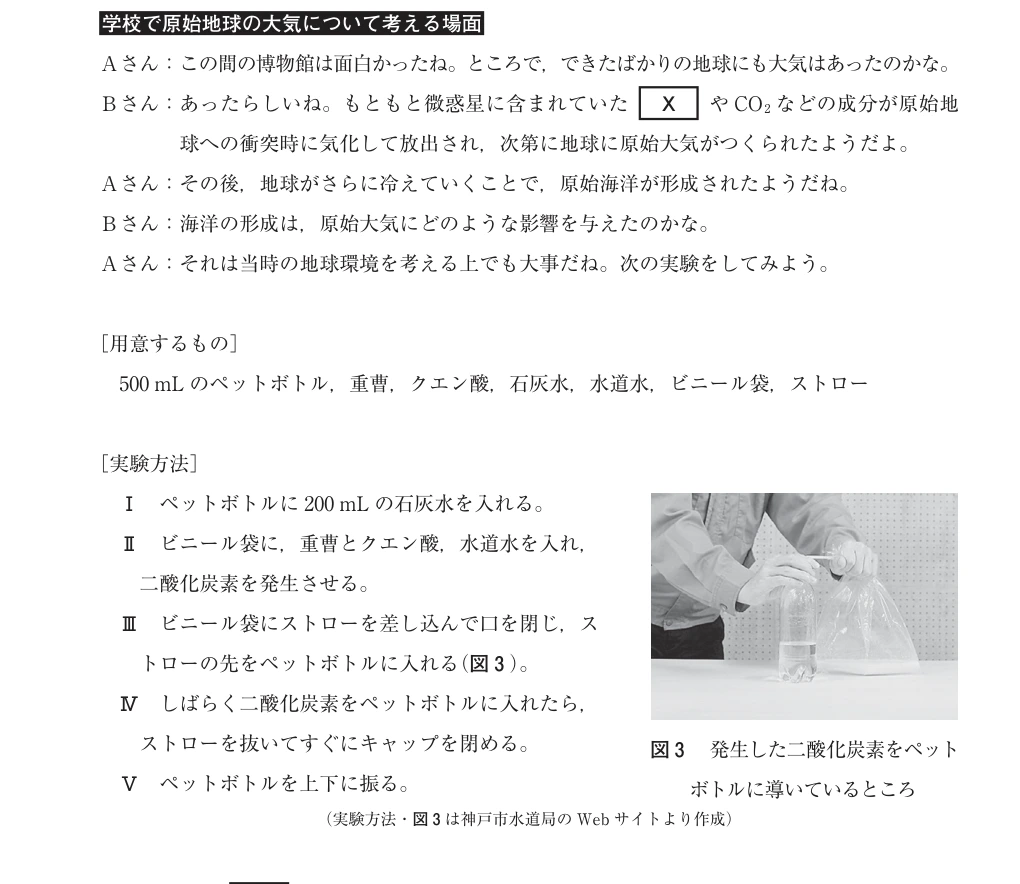 学校で原始地球の大気について考える場面
Aさん：この間の博物館は面白かったね。ところで，できたばかりの地球にも大気はあったのかな。
Bさん：あったらしいね。もともと微惑星に含まれていた X や CO₂ などの成分が原始地
球への衝突時に気化して放出され，次第に地球に原始大気がつくられたようだよ。
Aさん：その後，地球がさらに冷えていくことで，原始海洋が形成されたようだね。
Bさん：海洋の形成は，原始大気にどのような影響を与えたのかな。
Aさん：それは当時の地球環境を考える上でも大事だね。次の実験をしてみよう。
［用意するもの］
500 mL のペットボトル，重曹，クエン酸，石灰水，水道水，ビニール袋，ストロー
［実験方法］
Ⅰ ペットボトルに 200 mL の石灰水を入れる。
Ⅱ ビニール袋に，重曹とクエン酸，水道水を入れ，
二酸化炭素を発生させる。
Ⅲ ビニール袋にストローを差し込んで口を閉じ，ス
トローの先をペットボトルに入れる（図3）。
Ⅳ しばらく二酸化炭素をペットボトルに入れたら，
ストローを抜いてすぐにキャップを閉める。
Ⅴ ペットボトルを上下に振る。
図3 発生した二酸化炭素をペット
ボトルに導いているところ
（実験方法・図3は神戸市水道局の Web サイトより作成）